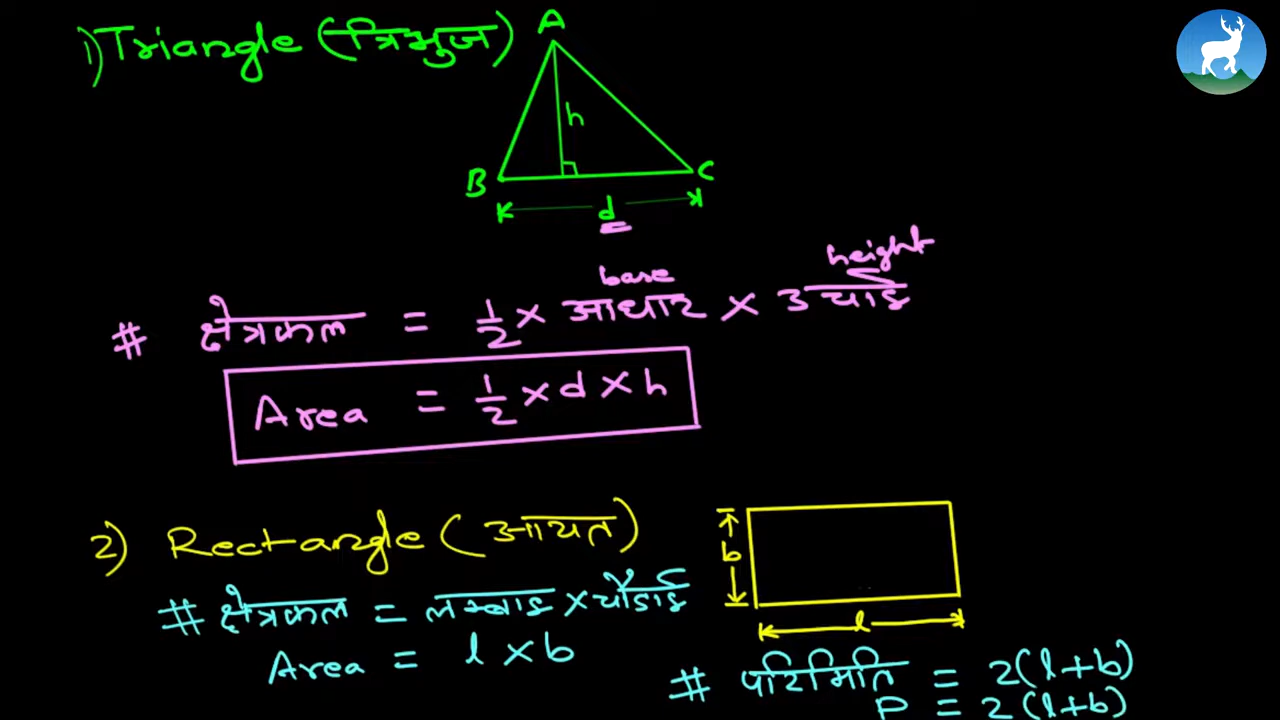 1) Triangle (त्रिभुज)
A
h
B
C
d
base
height
# क्षेत्रफल = 1/2 × आधार × उचाई
Area = 1/2 × d × h
2) Rectangle (आयत)
b
# क्षेत्रफल = लम्बाई × चौडाई
l
Area = l × b
# परिमिति = 2(l+b)
P = 2(l+b)